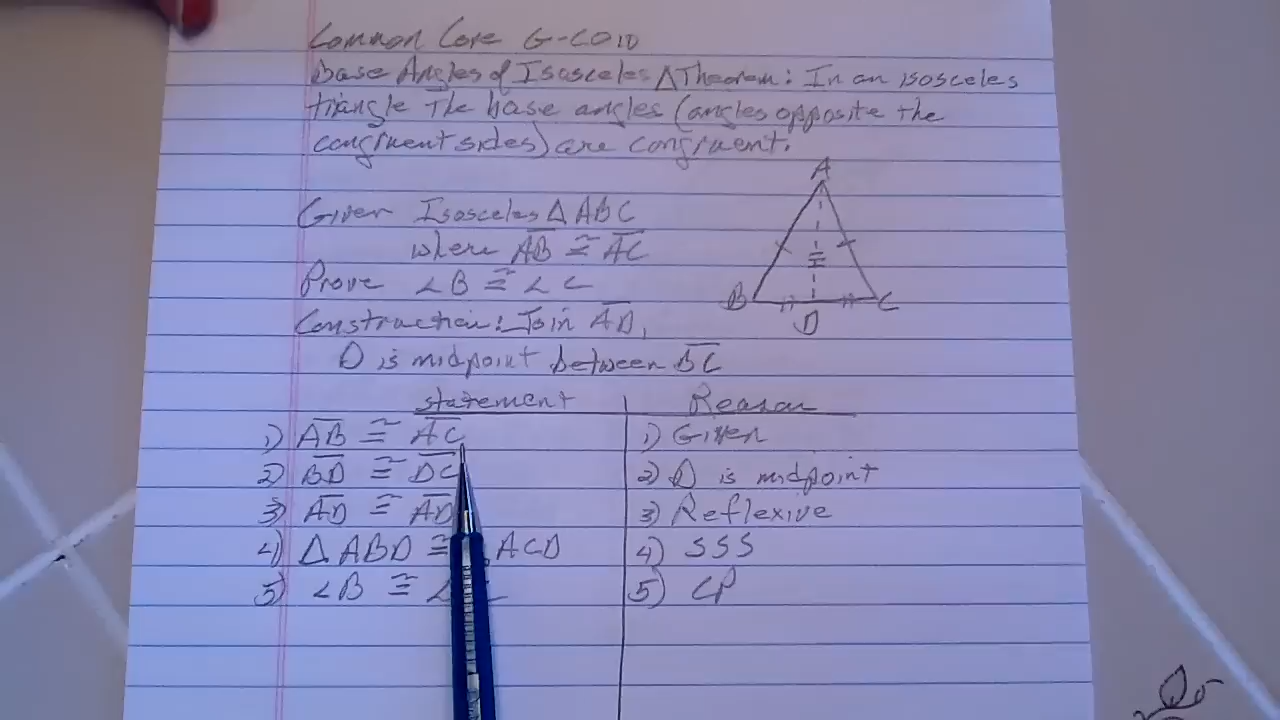 Common Core G-CO10
Base Angles of Isosceles △ Theorem: In an isosceles
triangle The base angles (angles opposite the
congruent sides) are congruent.
A
Given Isosceles △ ABC
where AB ≅ AC
Prove ∠B ≅ ∠C
B C
D
Construction: Join AD,
D is midpoint between BC
statement Reason
1) AB ≅ AC 1) Given
2) BD ≅ DC 2) D is midpoint
3) AD ≅ AD 3) Reflexive
4) △ ABD ≅ ACD 4) SSS
5) ∠B ≅ ∠C 5) CP